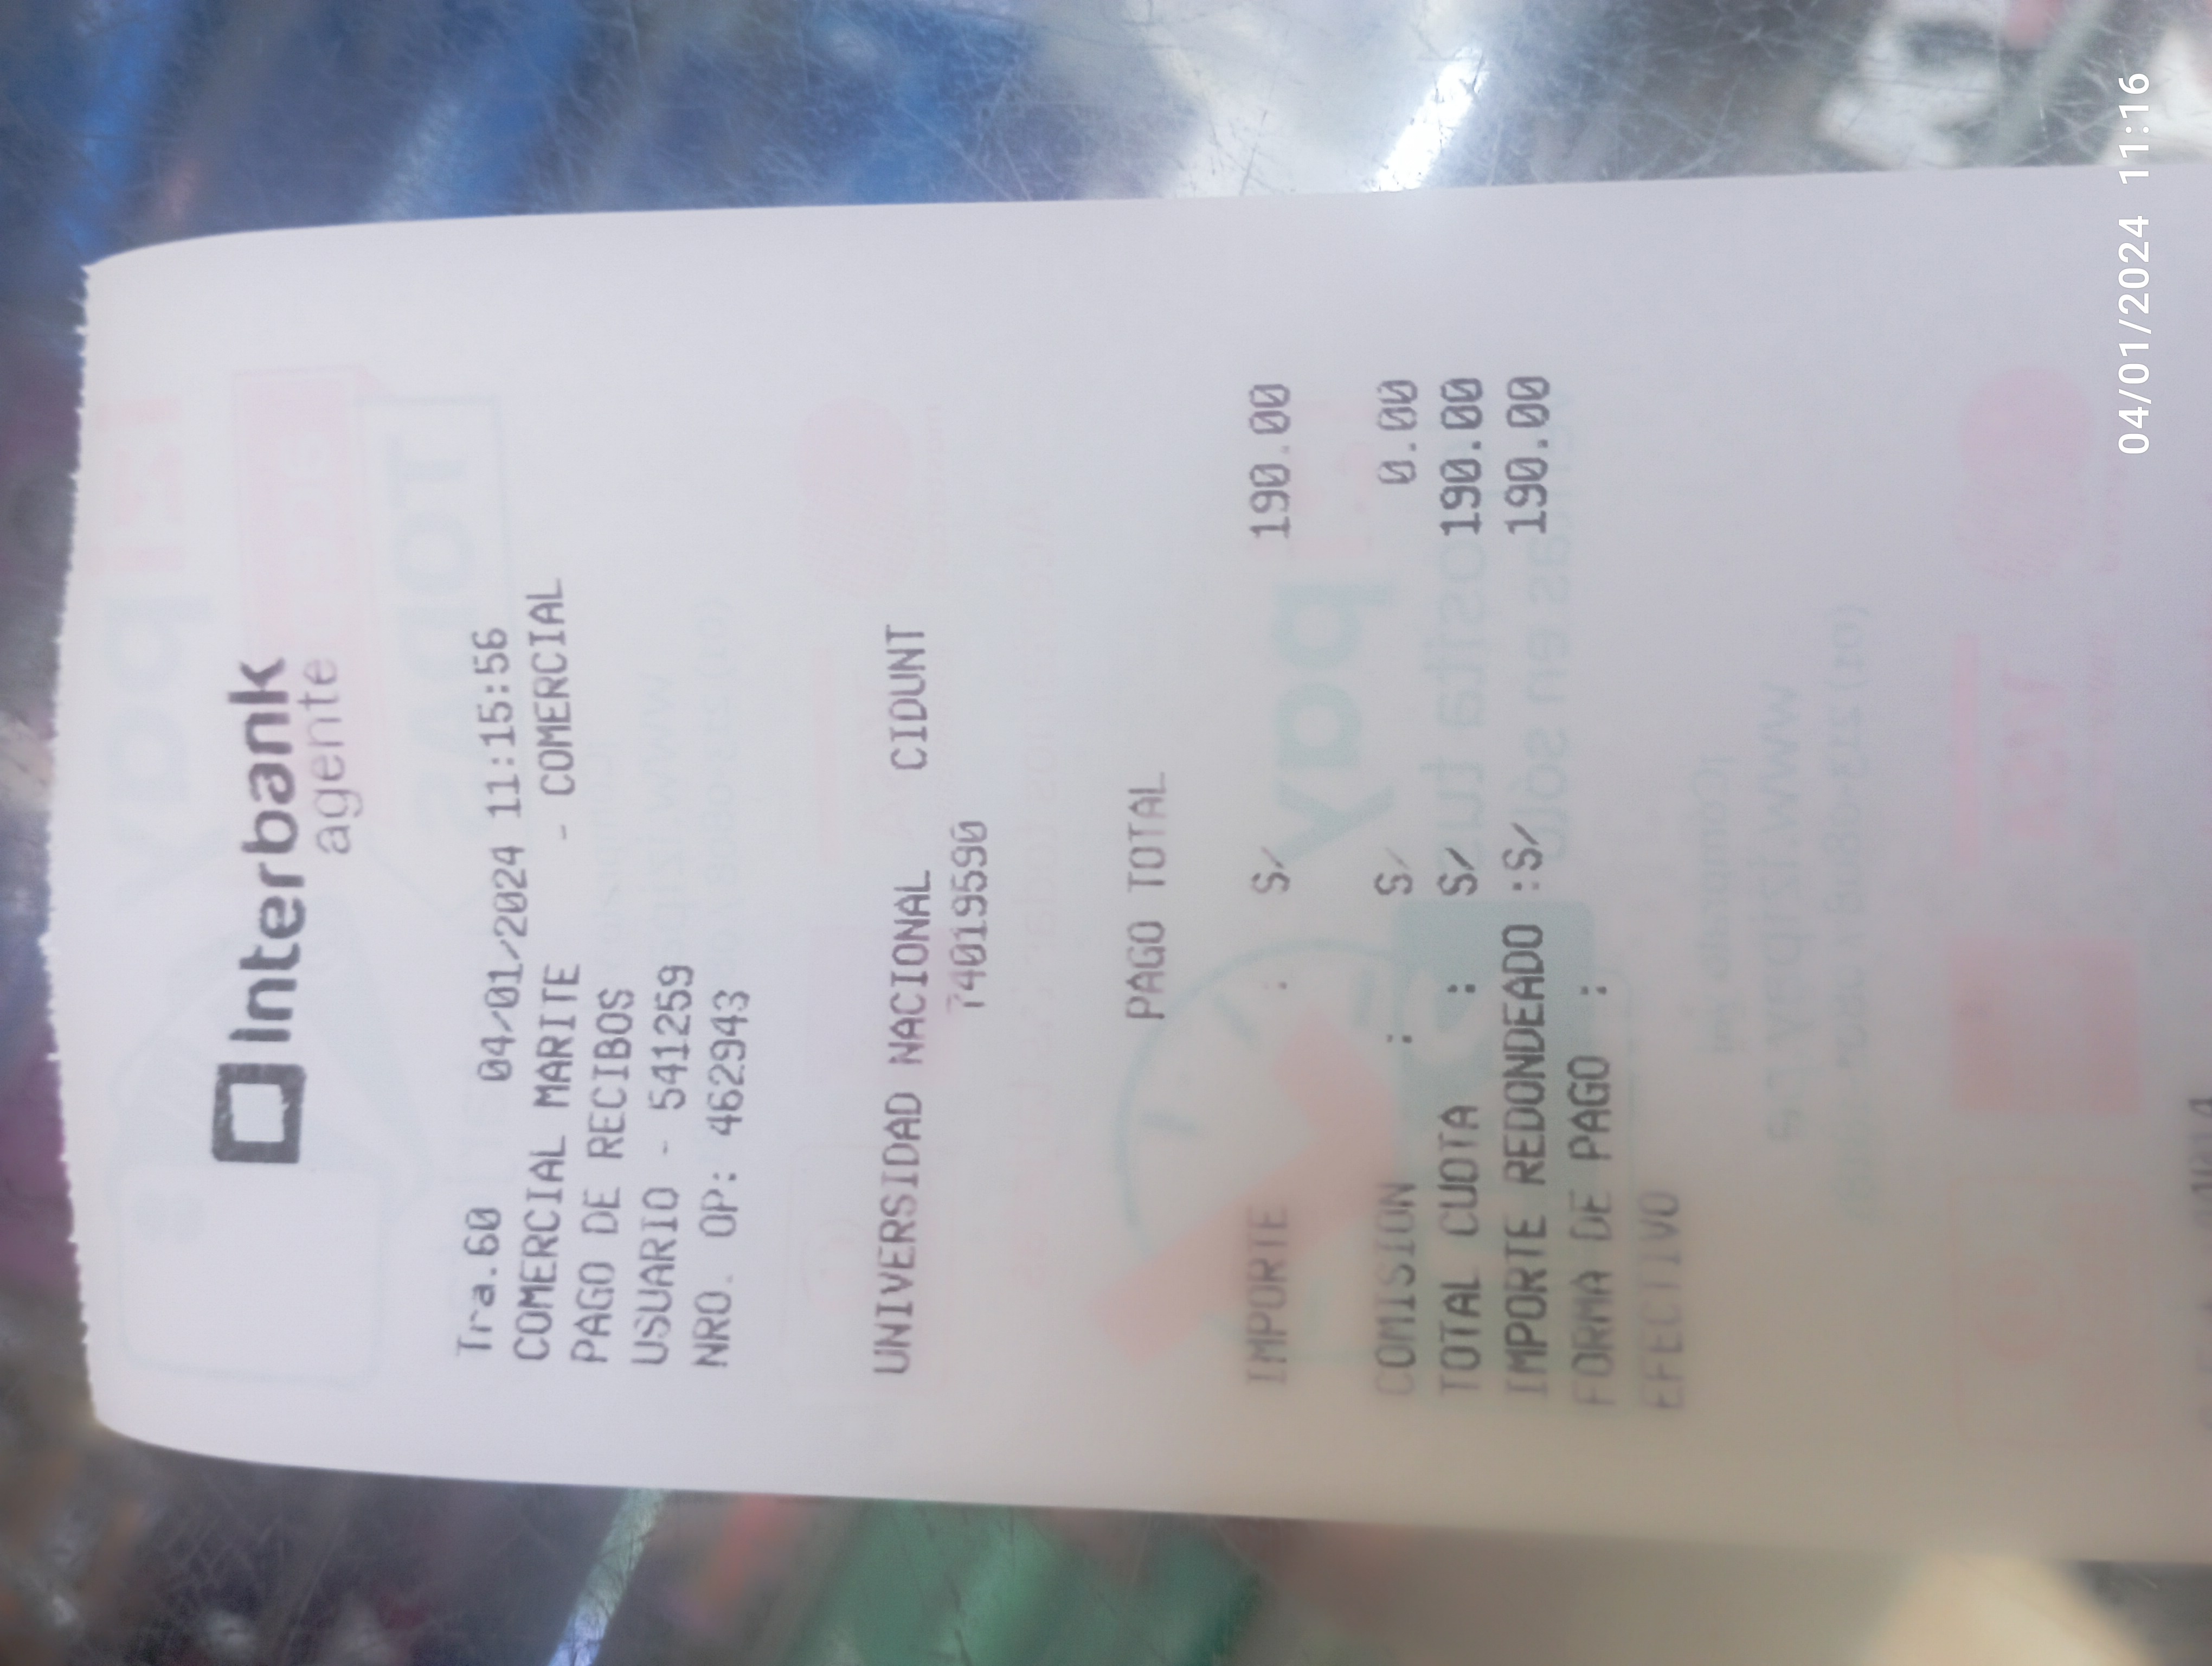 Interbank
agente
Tra.60 04/01/2024 11:15:56
COMERCIAL MARITE - COMERCIAL
PAGO DE RECIBOS
USUARIO - 541259
NRO. OP: 462943
UNIVERSIDAD NACIONAL CIDUNT
74019590
PAGO TOTAL
IMPORTE : S/ 190.00
COMISION : S/ 0.00
TOTAL CUOTA : S/ 190.00
IMPORTE REDONDEADO :S/ 190.00
FORMA DE PAGO :
EFECTIVO
04/01/2024 11:16